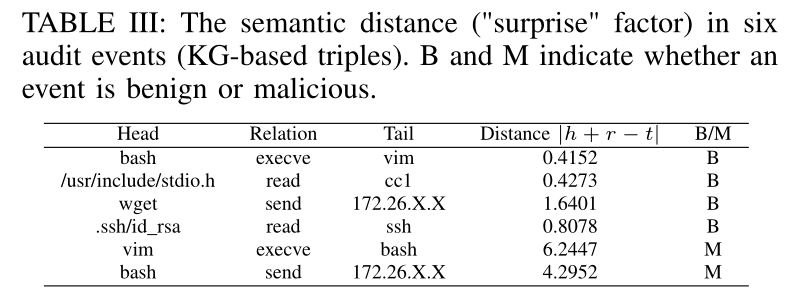 TABLE III: The semantic distance ("surprise" factor) in six
audit events (KG-based triples). B and M indicate whether an
event is benign or malicious.
Head Relation Tail Distance |h + r − t| B/M
bash execve vim 0.4152 B
/usr/include/stdio.h read cc1 0.4273 B
wget send 172.26.X.X 1.6401 B
.ssh/id_rsa read ssh 0.8078 B
vim execve bash 6.2447 M
bash send 172.26.X.X 4.2952 M